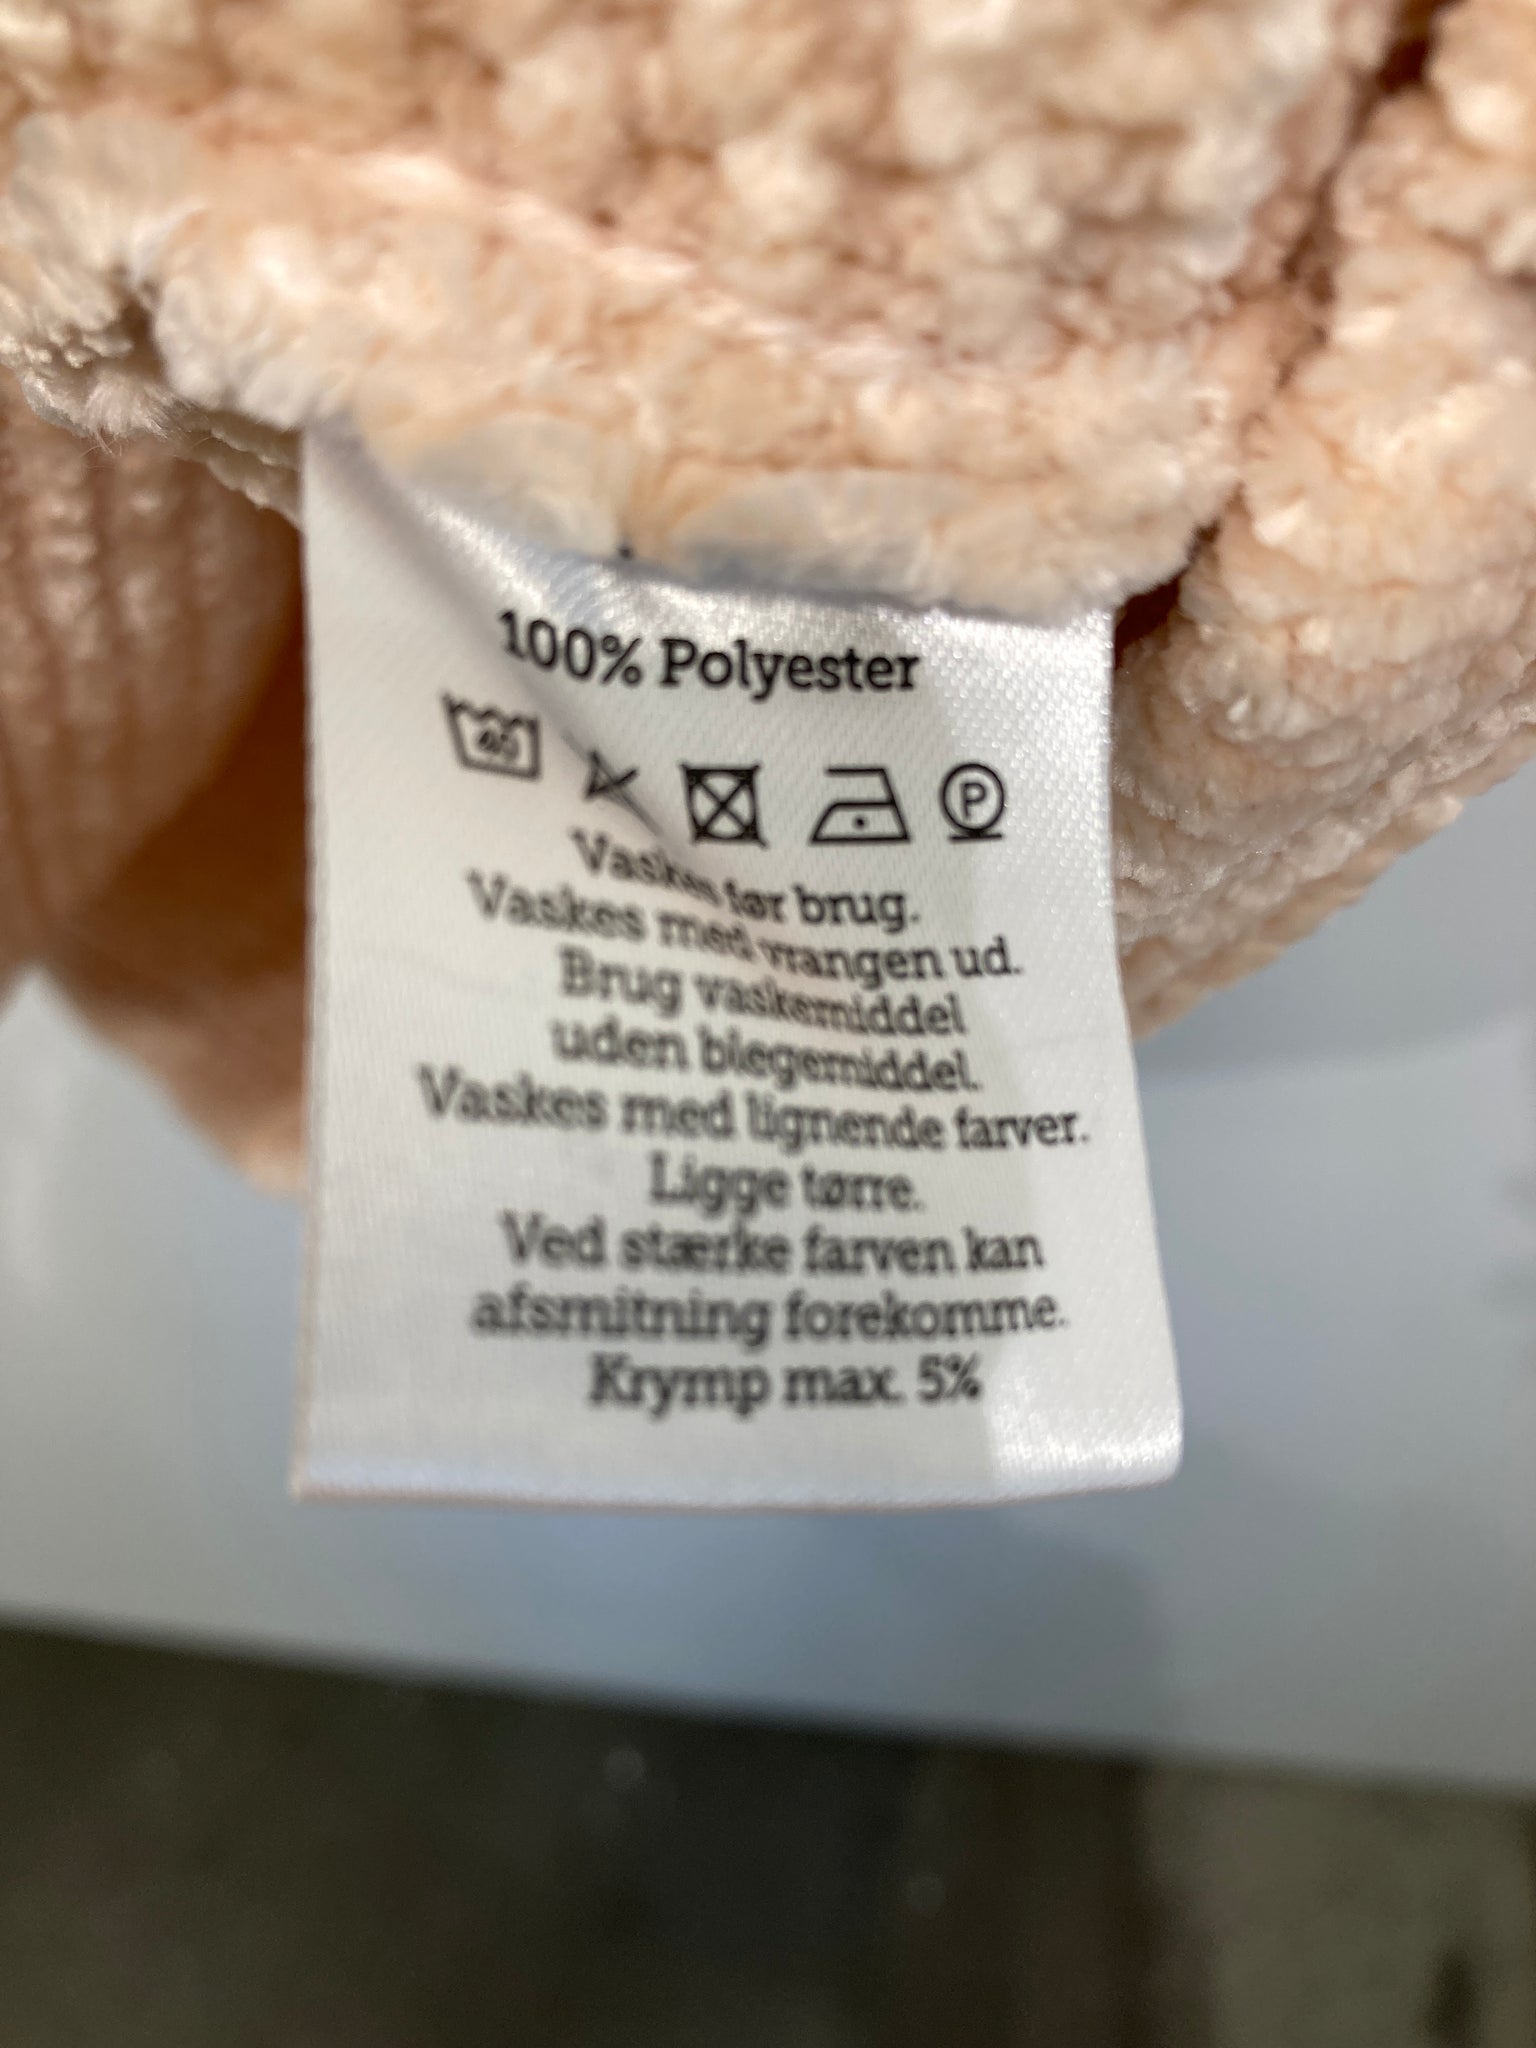 100% Polyester
40
P
Vaskes før brug.
Vaskes med vrangen ud.
Brug vaskemiddel
uden blegemiddel.
Vaskes med lignende farver.
Ligge tørre.
Ved stærke farven kan
afsmitning forekomme.
Krymp max. 5%